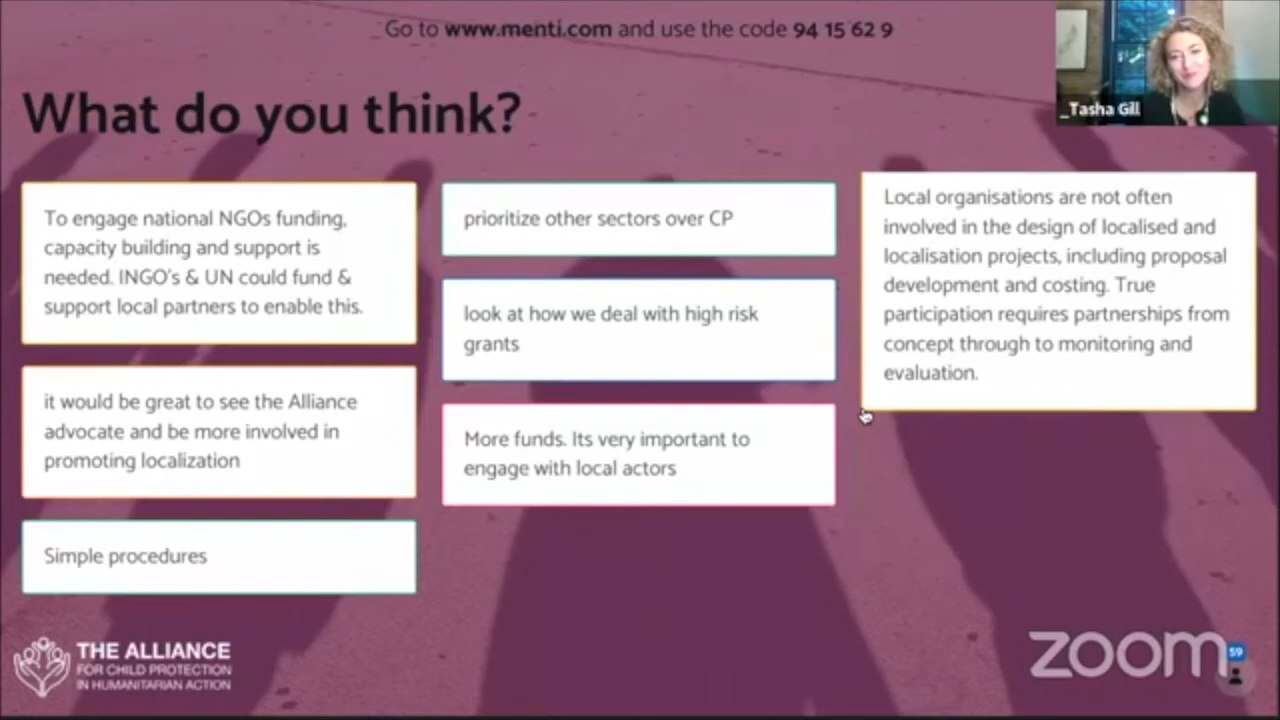 Go to www.menti.com and use the code 94 15 62 9
_Tasha Gill
What do you think?
To engage national NGOs funding,
capacity building and support is
needed. INGO's & UN could fund &
support local partners to enable this.
it would be great to see the Alliance
advocate and be more involved in
promoting localization
Simple procedures
prioritize other sectors over CP
look at how we deal with high risk
grants
More funds. Its very important to
engage with local actors
Local organisations are not often
involved in the design of localised and
localisation projects, including proposal
development and costing. True
participation requires partnerships from
concept through to monitoring and
evaluation.
THE ALLIANCE
FOR CHILD PROTECTION
IN HUMANITARIAN ACTION
zoom
59